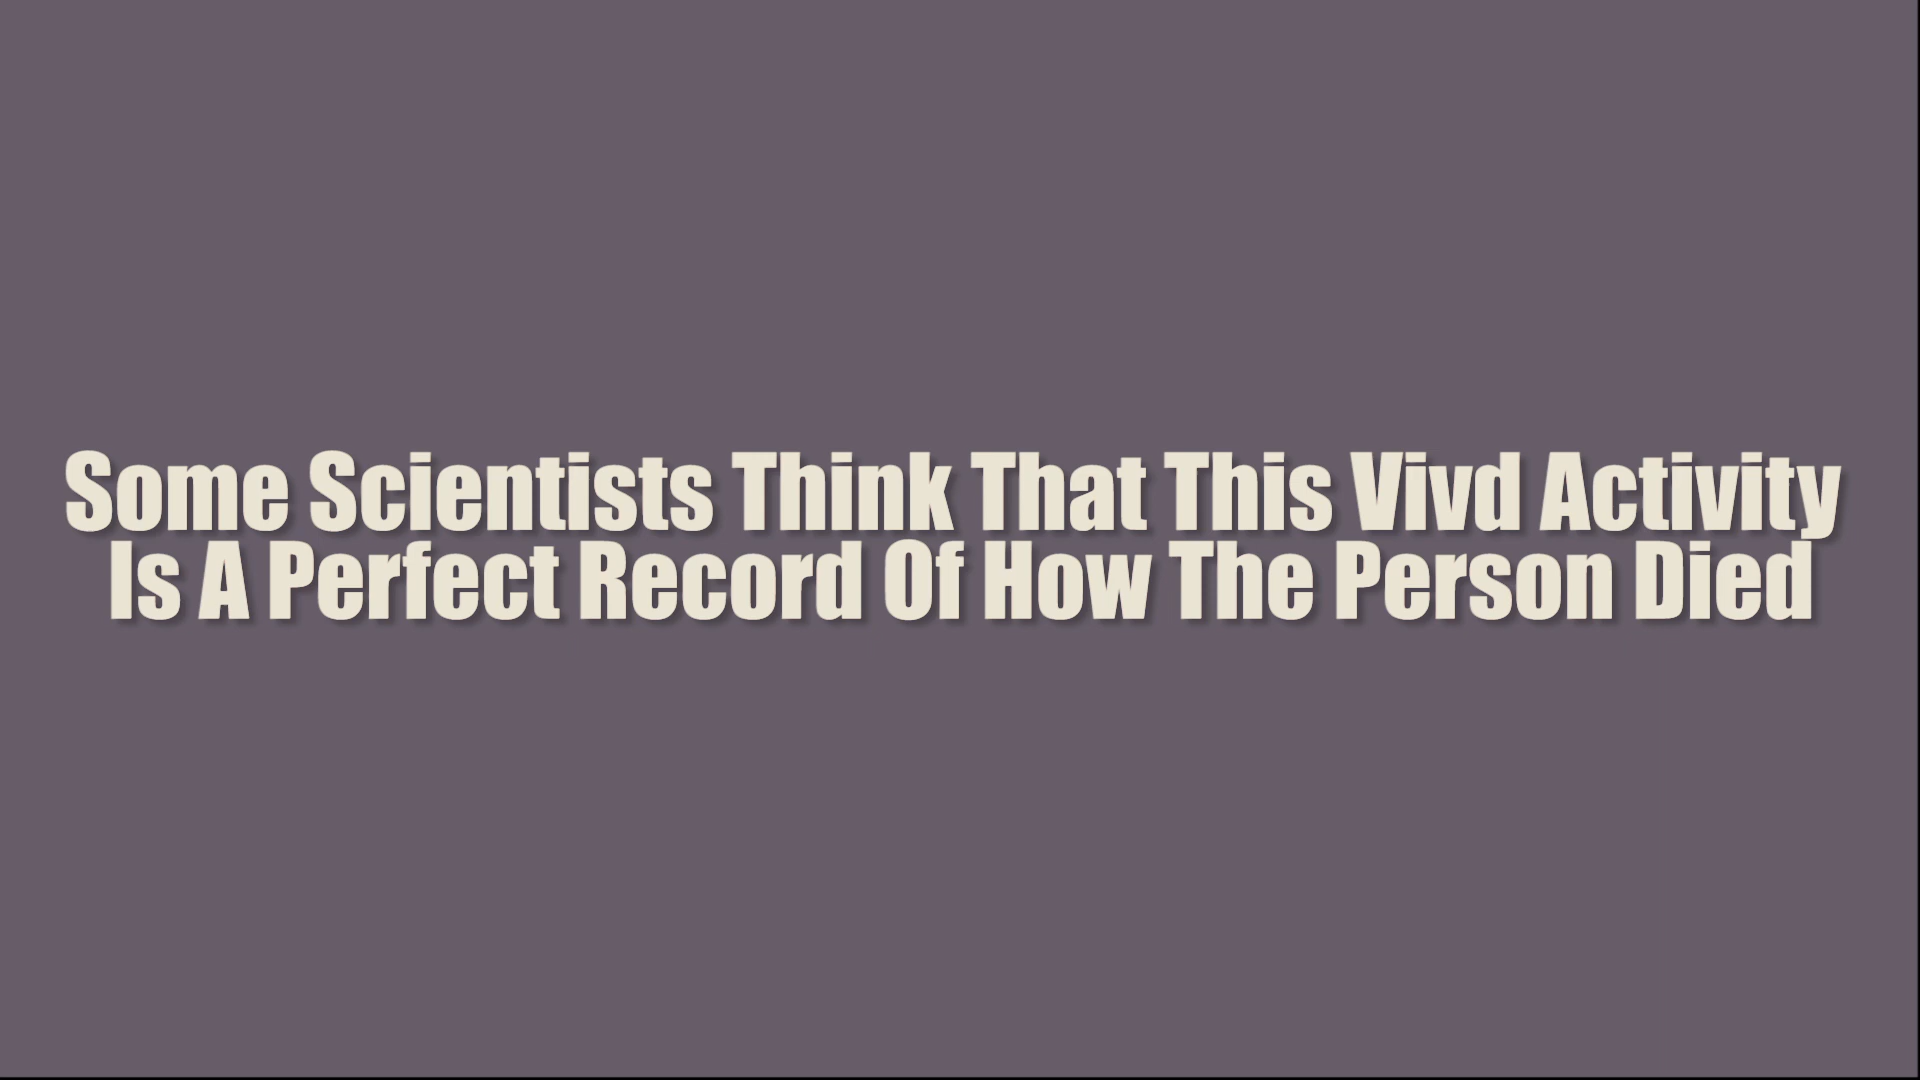 Some Scientists Think That This Vivd Activity
Is A Perfect Record Of How The Person Died